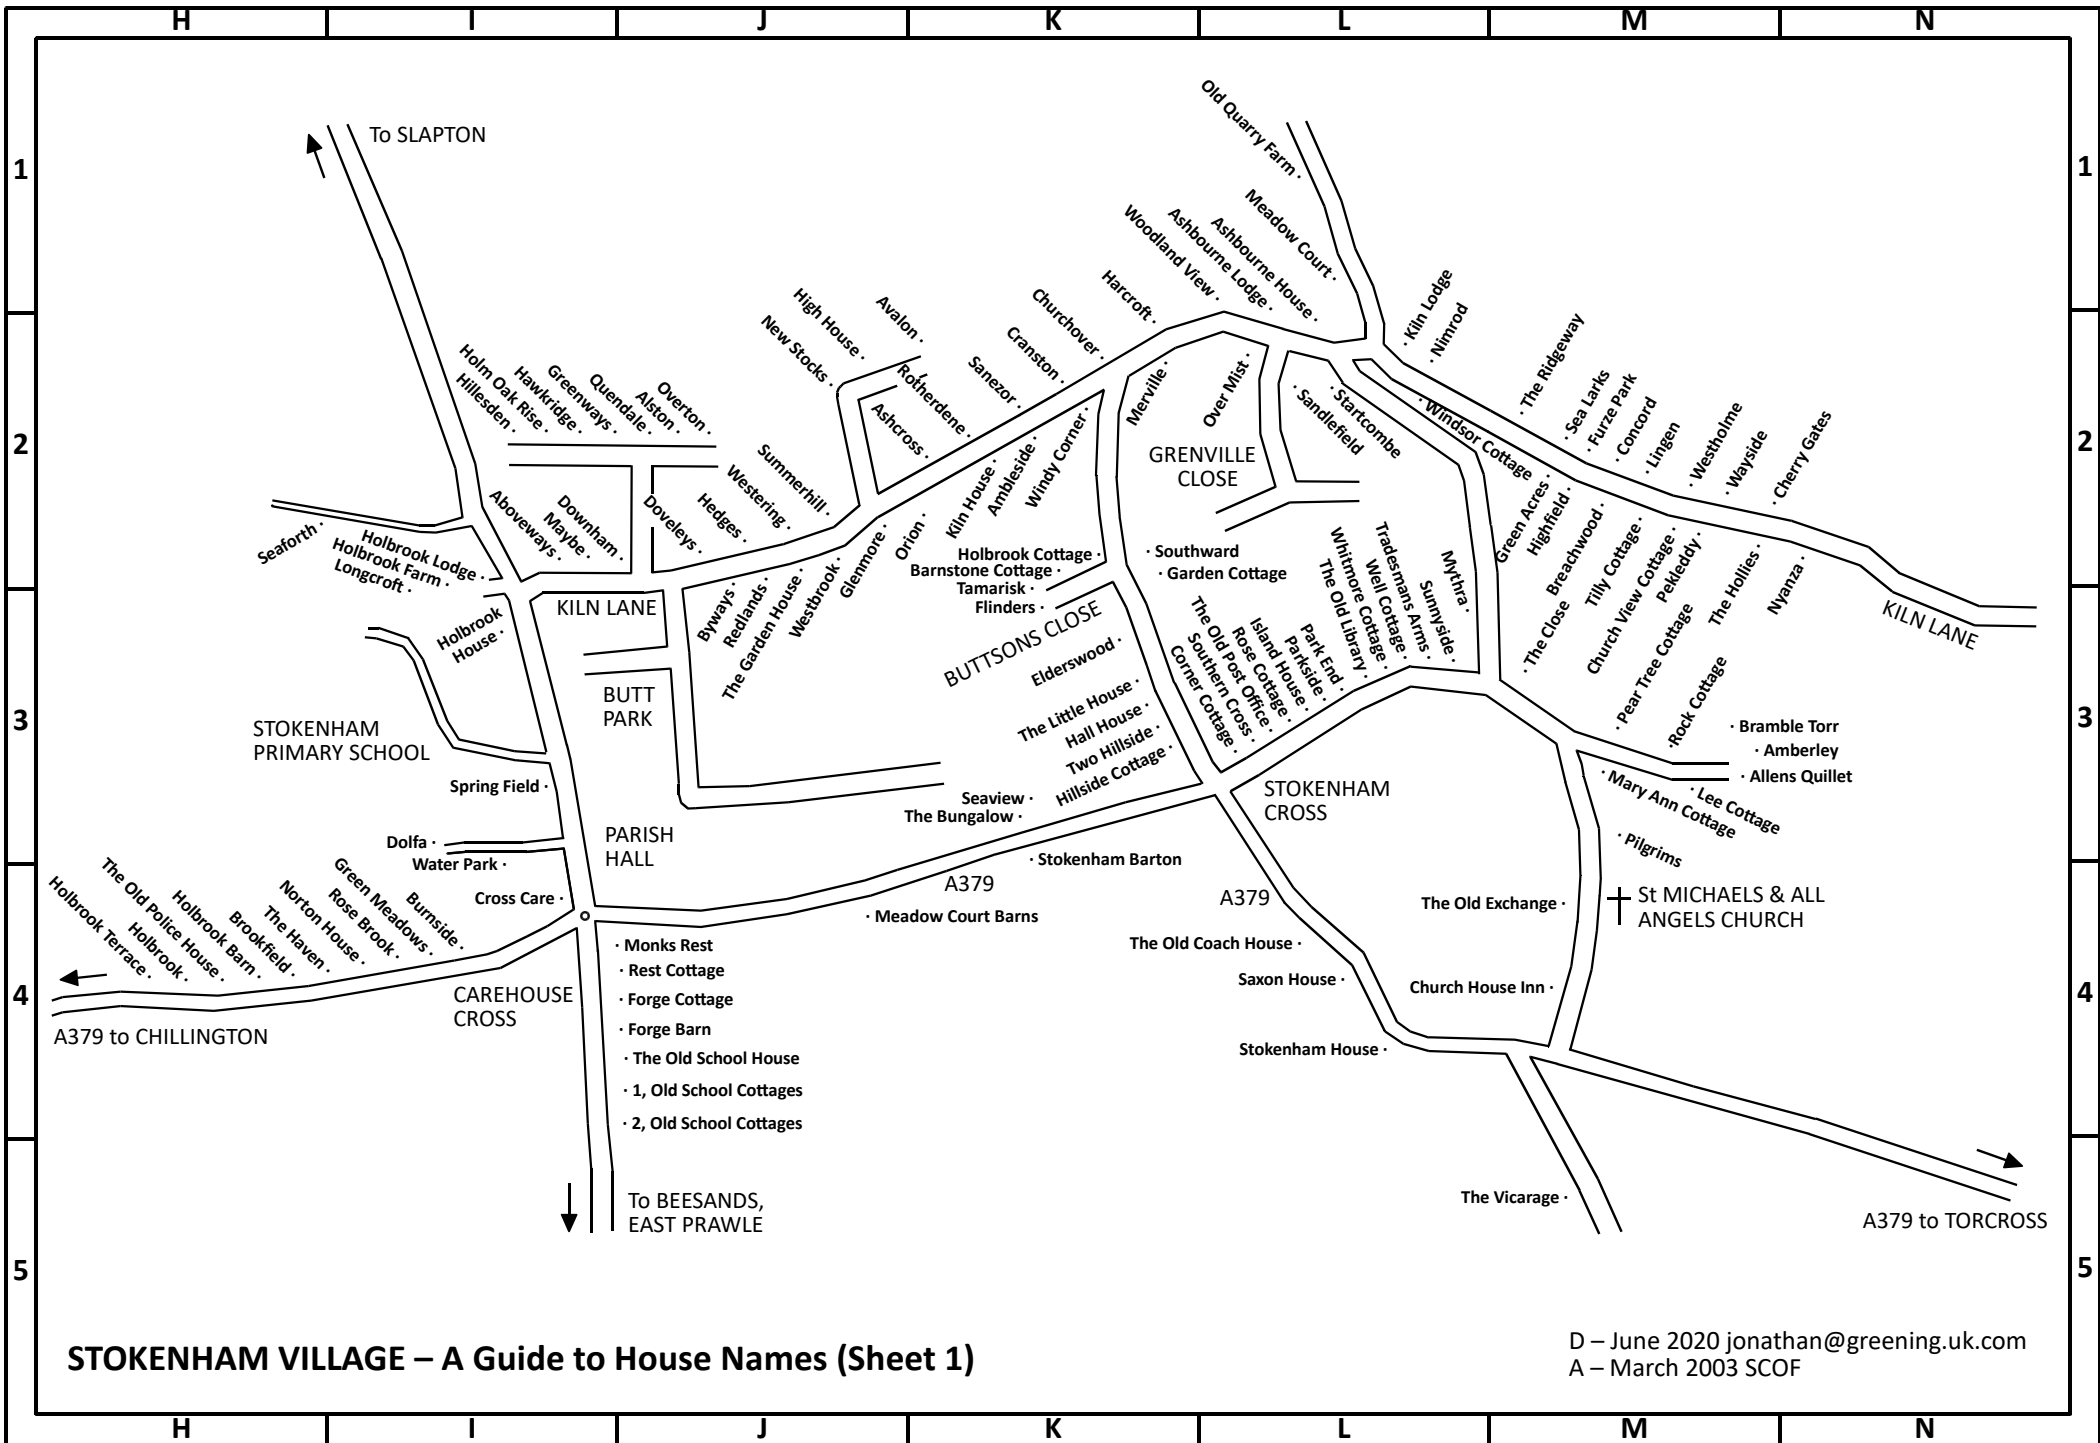 H I J K L M N
1
1
To SLAPTON
Old Quarry Farm
Meadow Court
Ashbourne House
Ashbourne Lodge
Woodland View
Harcroft
Churchover
Cranston
Sanezor
Avalon
High House
New Stocks
Rotherdene
Ashcross
Kiln Lodge
Nimrod
The Ridgeway
Sea Larks
Furze Park
Concord
Lingen
Westholme
Wayside
Cherry Gates
2
2
Holm Oak Rise
Hillesden
Hawkridge
Greenways
Quendale
Alston
Overton
Summerhill
Westering
Hedges
Doveleys
Downham
Maybe
Aboveways
Kiln House
Ambleside
Windy Corner
Orion
Glenmore
Westbrook
The Garden House
Redlands
Byways
Merville
Over Mist
Sandlefield
Startcombe
Windsor Cottage
GRENVILLE
CLOSE
Green Acres
Highfield
Breachwood
Tilly Cottage
Church View Cottage
Pekleddy
The Hollies
Nyanza
KILN LANE
Seaforth
Holbrook Lodge
Holbrook Farm
Longcroft
Holbrook
House
KILN LANE
Holbrook Cottage
Barnstone Cottage
Tamarisk
Flinders
Southward
Garden Cottage
BUTTSONS CLOSE
Elderswood
The Little House
Hall House
Two Hillside
Hillside Cottage
Corner Cottage
Southern Cross
The Old Post Office
Rose Cottage
Island House
Parkside
Park End
The Old Library
Whitmore Cottage
Well Cottage
Tradesmans Arms
Sunnyside
Mythra
The Close
Pear Tree Cottage
Rock Cottage
Bramble Torr
Amberley
Allens Quillet
Lee Cottage
Mary Ann Cottage
Pilgrims
3
3
BUTT
PARK
STOKENHAM
PRIMARY SCHOOL
Spring Field
Seaview
The Bungalow
STOKENHAM
CROSS
Dolfa
Water Park
PARISH
HALL
Stokenham Barton
A379
A379
Cross Care
Meadow Court Barns
The Old Exchange
St MICHAELS & ALL
ANGELS CHURCH
Holbrook Terrace
The Old Police House
Holbrook
Holbrook Barn
Brookfield
The Haven
Norton House
Rose Brook
Green Meadows
Burnside
4
4
Monks Rest
Rest Cottage
Forge Cottage
Forge Barn
The Old School House
1, Old School Cottages
2, Old School Cottages
The Old Coach House
Saxon House
Church House Inn
Stokenham House
CAREHOUSE
CROSS
A379 to CHILLINGTON
To BEESANDS,
EAST PRAWLE
The Vicarage
A379 to TORCROSS
5
5
STOKENHAM VILLAGE – A Guide to House Names (Sheet 1)
D – June 2020 jonathan@greening.uk.com
A – March 2003 SCOF
H I J K L M N